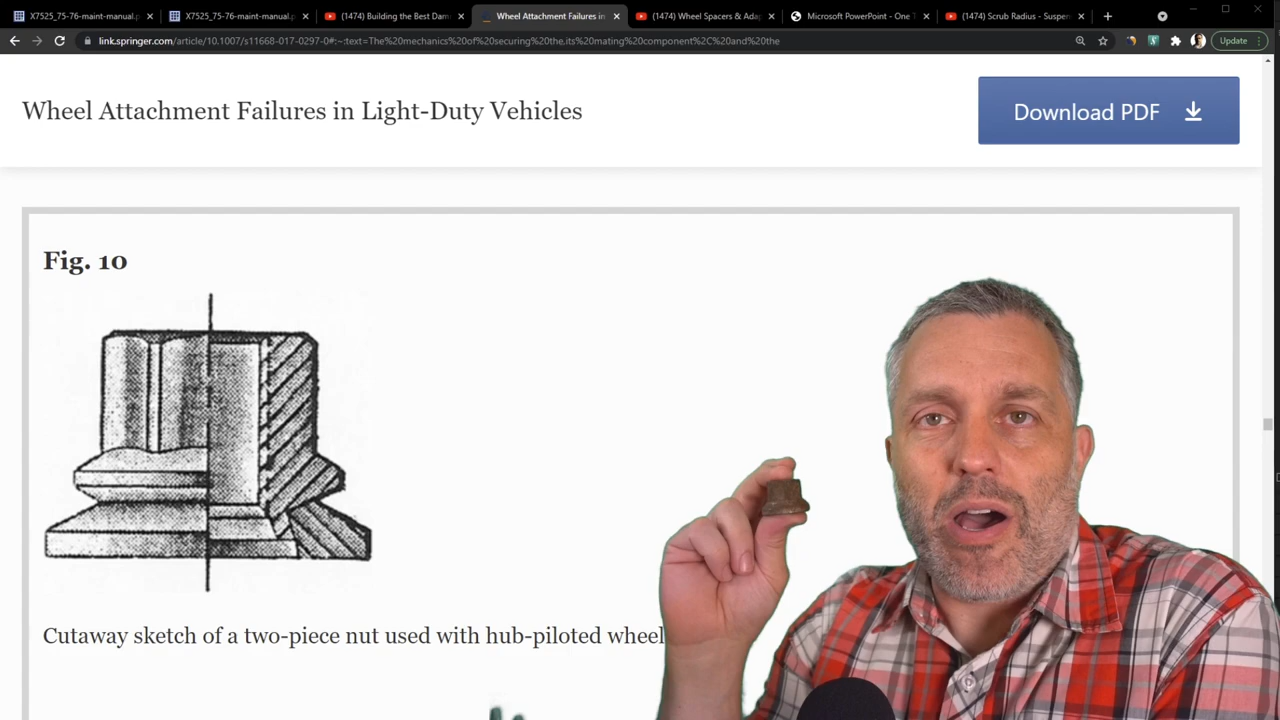 X7525_75-76-maint-manual.p
X7525_75-76-maint-manual.p
(1474) Building the Best Dam
Wheel Attachment Failures in
(1474) Wheel Spacers & Ada
Microsoft PowerPoint - One T
(1474) Scrub Radius - Suspen
link.springer.com/article/10.1007/s11668-017-0297-0#:~:text=The%20mechanics%20of%20securing%20the,its%20mating%20component%2C%20and%20the
Update
Wheel Attachment Failures in Light-Duty Vehicles
Download PDF
Fig. 10
Cutaway sketch of a two-piece nut used with hub-piloted wheel